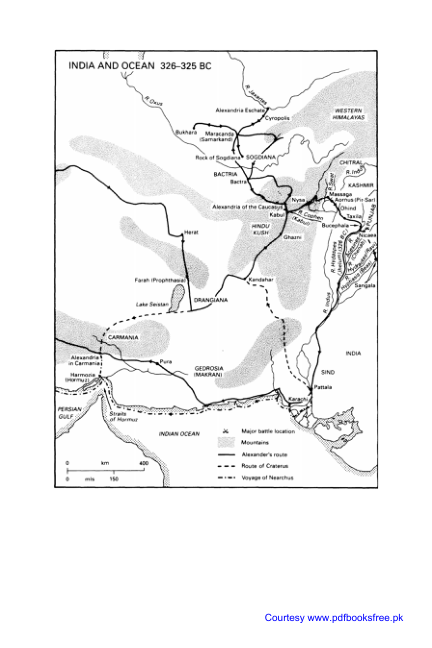 INDIA AND OCEAN 326–325 BC
R. Oxus
R. Jaxartes
Alexandria Eschate
Cyropolis
WESTERN
HIMALAYAS
Bukhara
Maracanda
(Samarkand)
Rock of Sogdiana
SOGDIANA
CHITRAL
R. Indus
BACTRIA
Bactra
R. Swat
KASHMIR
Massaga
Aornus (Pir-Sar)
Nysa
Ohind
Alexandria of the Caucasus
Taxila
Kabul
R. Cophen
(Kabul)
PUNJAB
Bucephala
Nicaea
HINDU
KUSH
Herat
Ghazni
R. Hydaspes
Sangala
Farah (Prophthasia)
Kandahar
Lake Seistan
DRANGIANA
R. Indus
CARMANIA
INDIA
Alexandria
in Carmania
Pura
GEDROSIA
(MAKRAN)
SIND
Harmozia
(Hormuz)
Pattala
Karachi
PERSIAN
GULF
Straits
of Hormuz
INDIAN OCEAN
Major battle location
Mountains
Alexander's route
Route of Craterus
Voyage of Nearchus
0 km 400
0 mls 150
Courtesy www.pdfbooksfree.pk